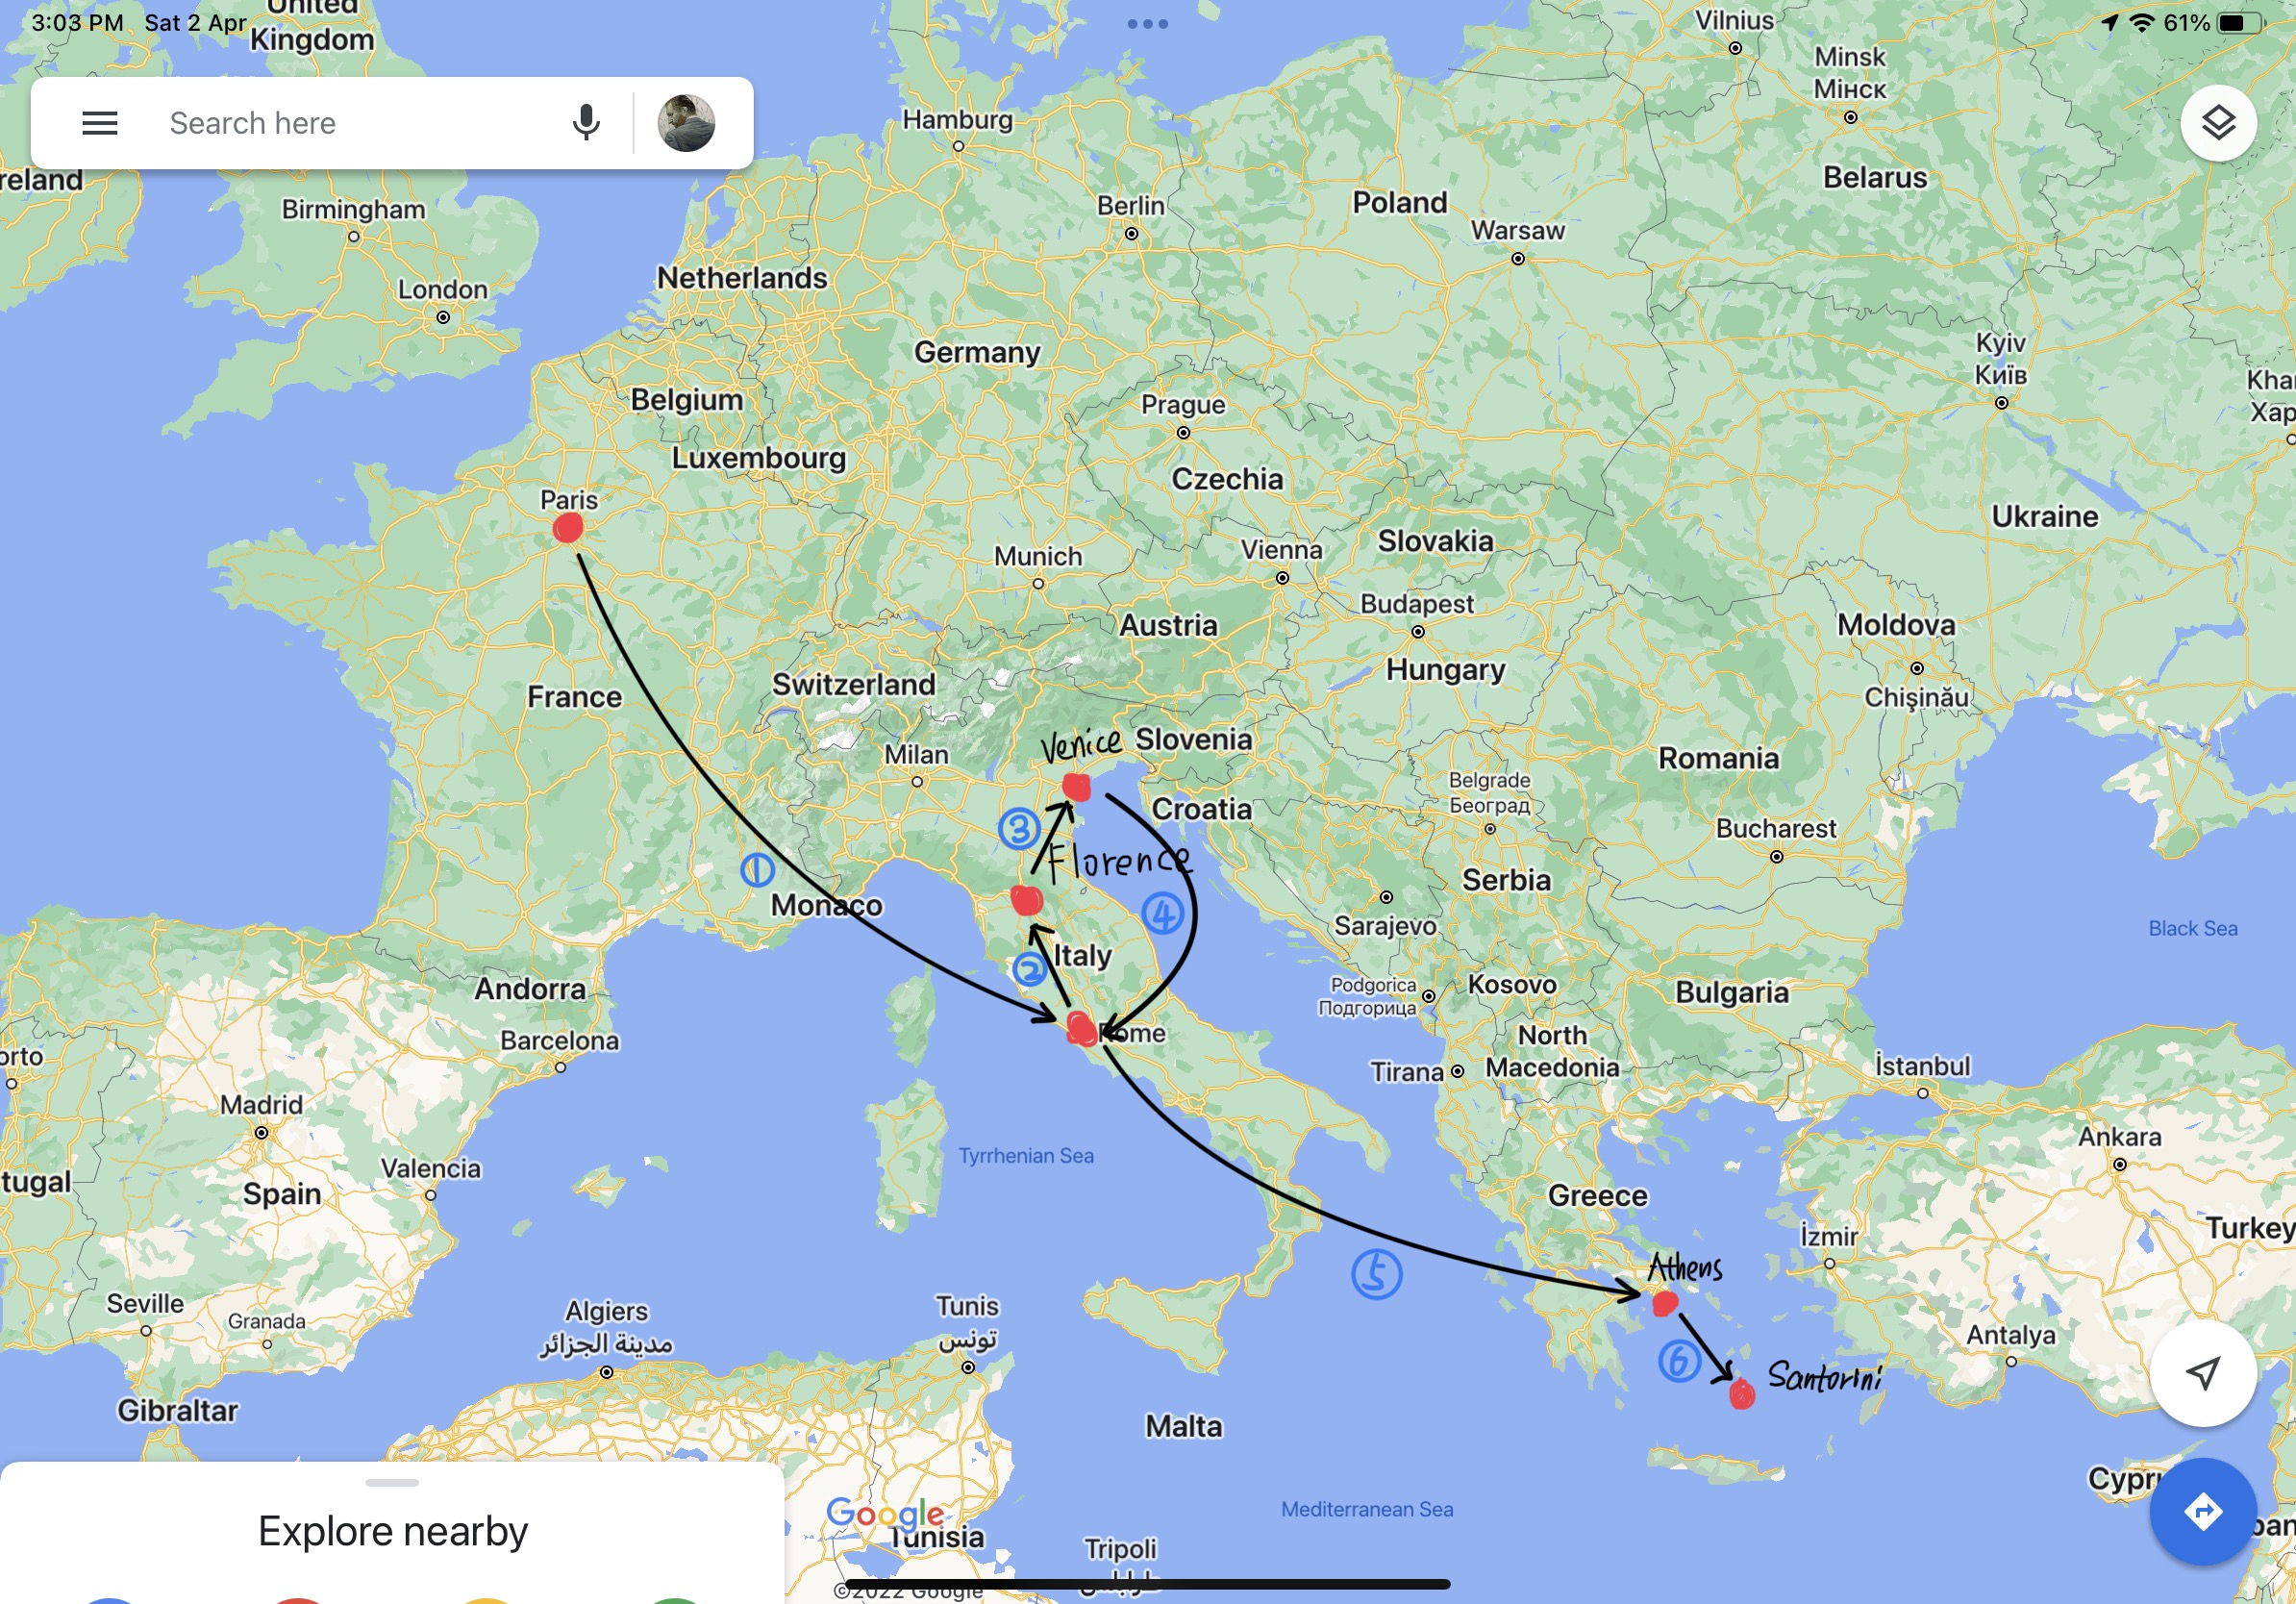 3:03 PM Sat 2 Apr
61%
United
Kingdom
Search here
Vilnius
Minsk
Мінск
Hamburg
Belarus
reland
Birmingham
Berlin
Poland
Warsaw
London
Netherlands
Germany
Kyiv
Київ
Belgium
Prague
Khar
Хар
Luxembourg
Czechia
Paris
Ukraine
Slovakia
Munich
Vienna
Budapest
Austria
Moldova
Hungary
Switzerland
France
Chișinău
Venice
Slovenia
Milan
Romania
Belgrade
Београд
Croatia
③
Bucharest
Florence
①
Monaco
Serbia
④
Sarajevo
Black Sea
Italy
②
Podgorica
Подгорица
Kosovo
Andorra
Bulgaria
Rome
Barcelona
North
Macedonia
orto
Tirana
İstanbul
Madrid
Ankara
Tyrrhenian Sea
Valencia
tugal
Spain
Greece
Turkey
İzmir
Athens
⑤
Seville
Granada
Algiers
مدينة الجزائر
Tunis
تونس
Antalya
⑥
Santorini
Gibraltar
Malta
Cypr
Mediterranean Sea
Explore nearby
Google
Tunisia
Tripoli
©2022 Google